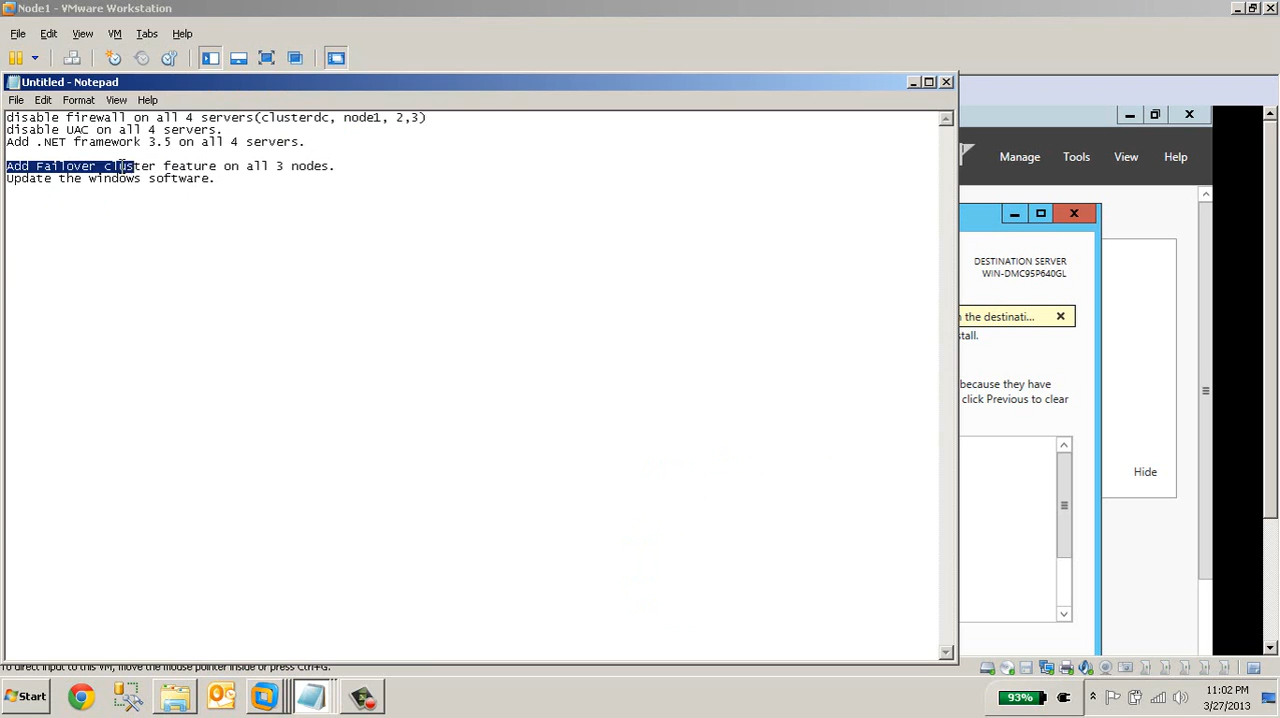 Node1 - VMware Workstation
File Edit View VM Tabs Help
Untitled - Notepad
File Edit Format View Help
disable firewall on all 4 servers(clusterdc, node1, 2,3)
disable UAC on all 4 servers.
Add .NET framework 3.5 on all 4 servers.
Add Failover cluster feature on all 3 nodes.
Update the windows software.
Manage Tools View Help
DESTINATION SERVER
WIN-DMC95P640GL
n the destinati...
stall.
because they have
click Previous to clear
Hide
To direct input to this VM, move the mouse pointer inside or press Ctrl+G.
Start
93%
11:02 PM
3/27/2013